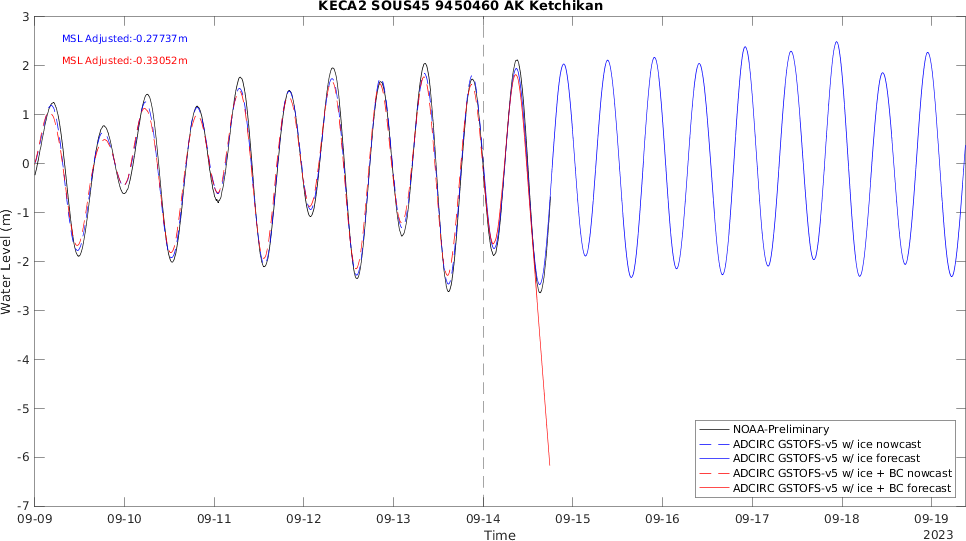 KECA2 SOUS45 9450460 AK Ketchikan
MSL Adjusted:-0.27737m
MSL Adjusted:-0.33052m
Water Level (m)
3
2
1
0
-1
-2
-3
-4
-5
-6
-7
NOAA-Preliminary
ADCIRC GSTOFS-v5 w/ ice nowcast
ADCIRC GSTOFS-v5 w/ ice forecast
ADCIRC GSTOFS-v5 w/ ice + BC nowcast
ADCIRC GSTOFS-v5 w/ ice + BC forecast
09-09 09-10 09-11 09-12 09-13 09-14 09-15 09-16 09-17 09-18 09-19
Time
2023